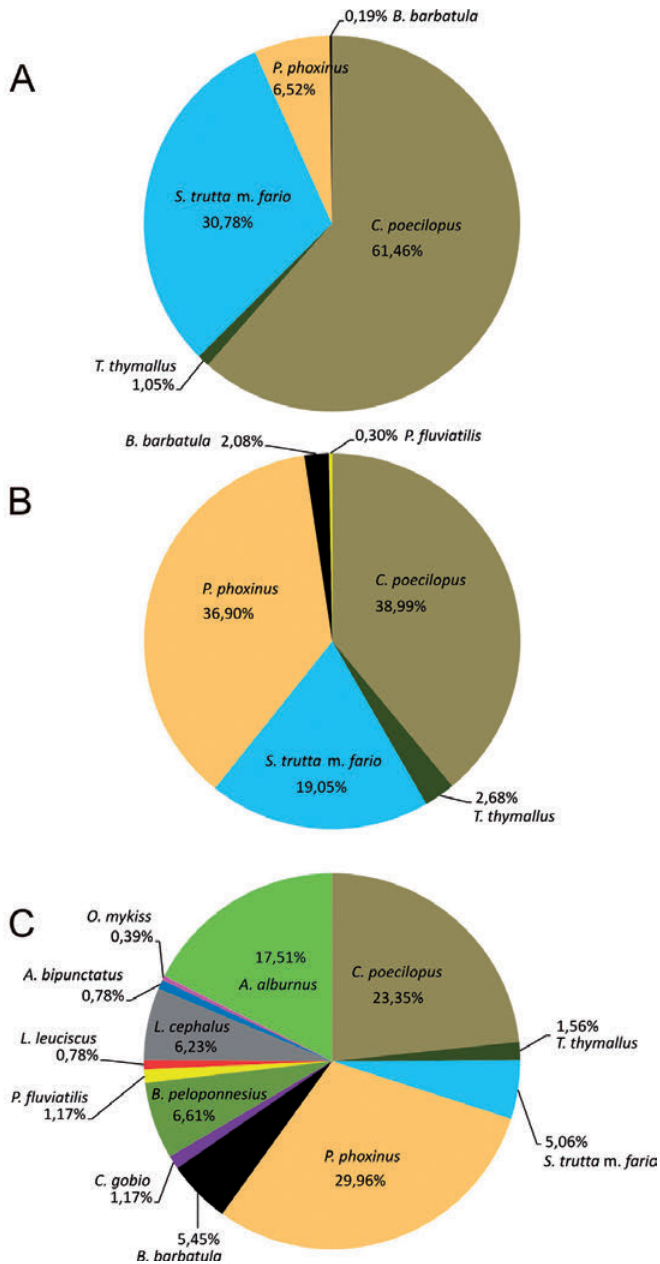 A
0,19% B. barbatula
P. phoxinus
6,52%
S. trutta m. fario
30,78%
C. poecilopus
61,46%
T. thymallus
1,05%
B
B. barbatula 2,08%
0,30% P. fluviatilis
P. phoxinus
36,90%
C. poecilopus
38,99%
S. trutta m. fario
19,05%
2,68%
T. thymallus
C
O. mykiss
0,39%
A. bipunctatus
0,78%
L. leuciscus
0,78%
P. fluviatilis
1,17%
C. gobio
1,17%
5,45%
B. barbatula
17,51%
A. alburnus
L. cephalus
6,23%
B. peloponnesius
6,61%
C. poecilopus
23,35%
1,56%
T. thymallus
5,06%
S. trutta m. faria
P. phoxinus
29,96%